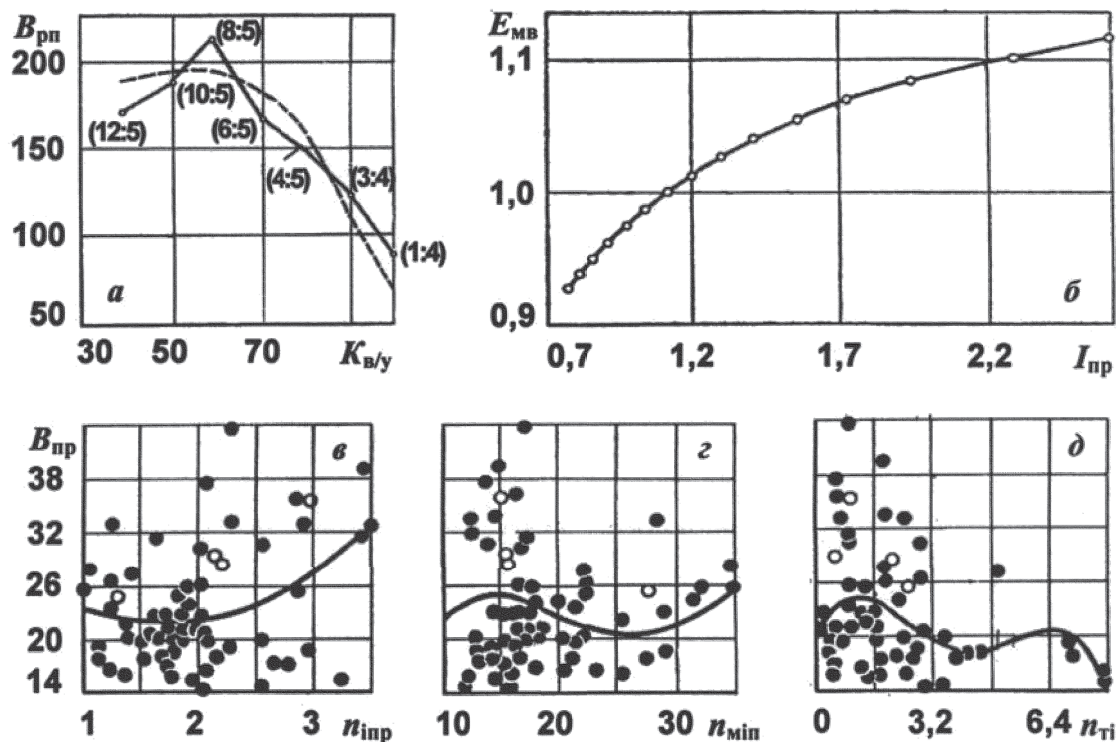 Bрп
200
150
100
50
(12:5)
(10:5)
(8:5)
(6:5)
(4:5)
(3:4)
(1:4)
а
30 50 70 Kв/у
Eмв
1,1
1,0
0,9
б
0,7 1,2 1,7 2,2 Iпр
Bпр
38
32
26
20
14
в
1 2 3 nіпр
г
10 20 30 nміп
д
0 3,2 6,4 nті